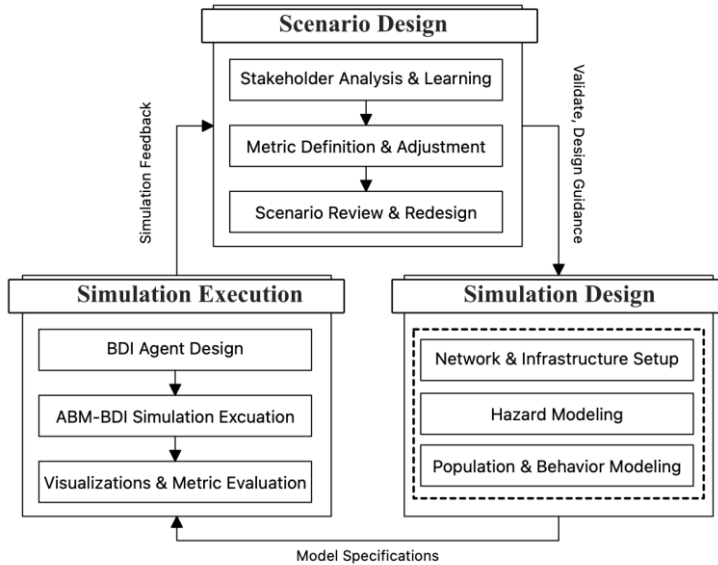 Scenario Design
Stakeholder Analysis & Learning
Metric Definition & Adjustment
Scenario Review & Redesign
Simulation Feedback
Validate, Design Guidance
Simulation Execution
BDI Agent Design
ABM-BDI Simulation Excuation
Visualizations & Metric Evaluation
Simulation Design
Network & Infrastructure Setup
Hazard Modeling
Population & Behavior Modeling
Model Specifications